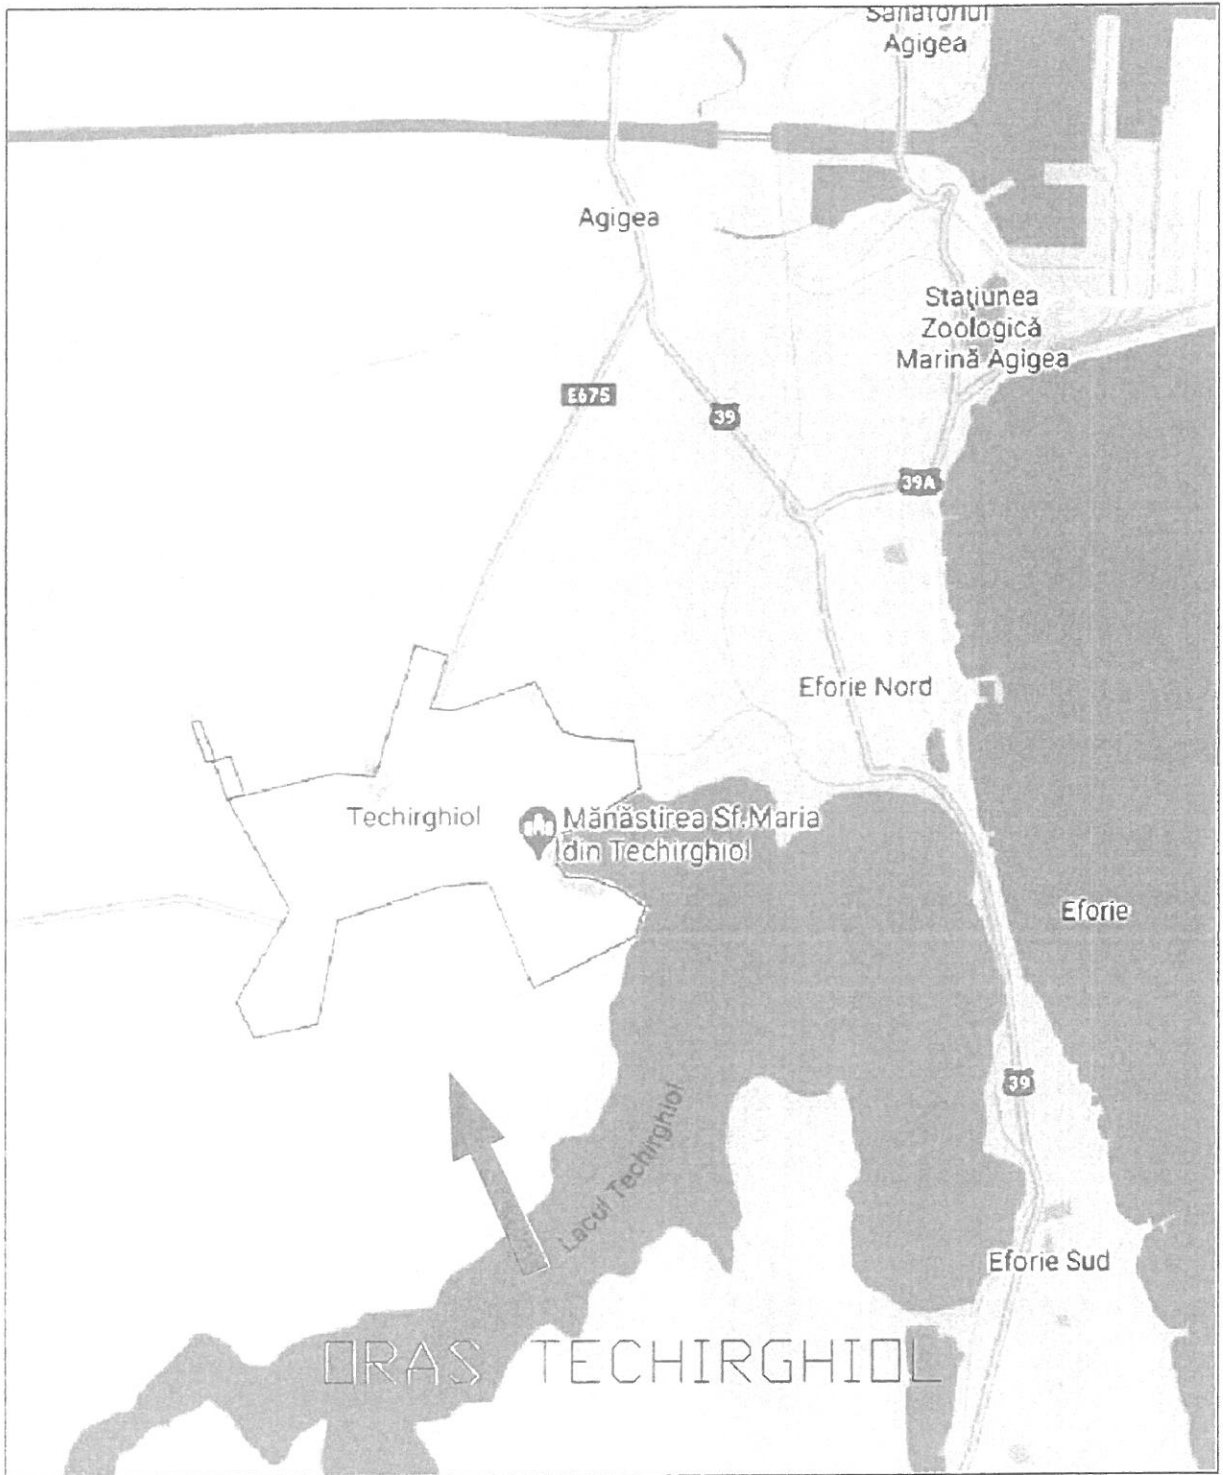 Sanatoriul
Agigea
Agigea
Staţiunea
Zoologică
Marină Agigea
E675
39
39A
Eforie Nord
Techirghiol
Mănăstirea Sf.Maria
din Techirghiol
Eforie
39
Lacul Techirghiol
Eforie Sud
ORAS TECHIRGHIOL